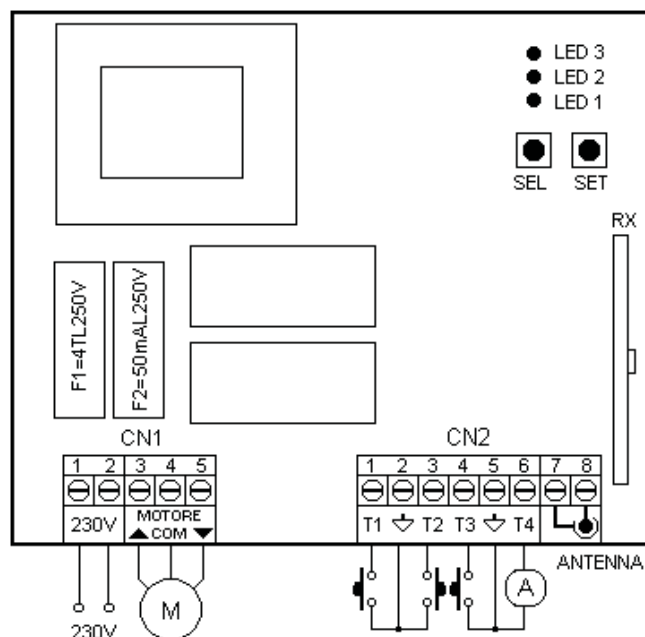 LED 3
LED 2
LED 1
SEL SET
RX
F1=4TL250V
F2=50mAL250V
CN1
CN2
1 2 3 4 5
1 2 3 4 5 6 7 8
230V
MOTORE
COM
T1 T2 T3 T4
ANTENNA
M
A
230V